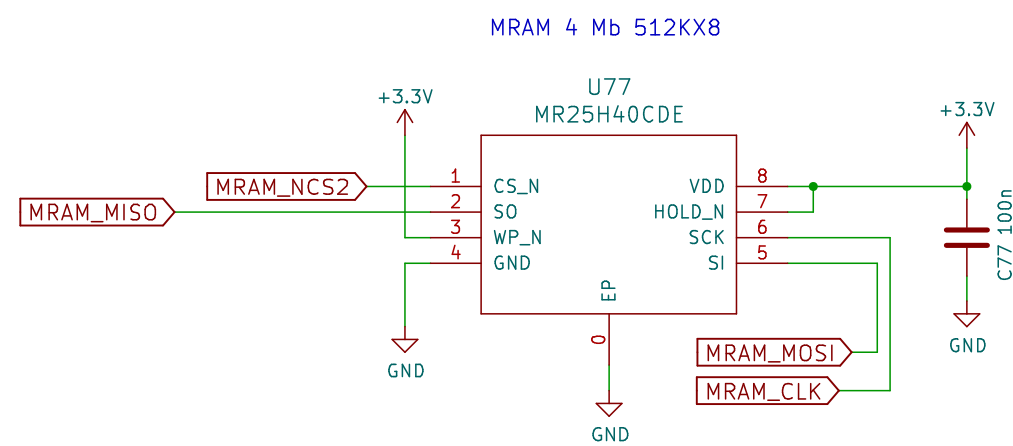 MRAM 4 Mb 512KX8
U77
MR25H40CDE
+3.3V
+3.3V
MRAM_NCS2
1
CS_N
VDD
8
MRAM_MISO
2
SO
HOLD_N
7
3
WP_N
SCK
6
4
GND
SI
5
C77 100n
EP
0
GND
GND
MRAM_MOSI
MRAM_CLK
GND